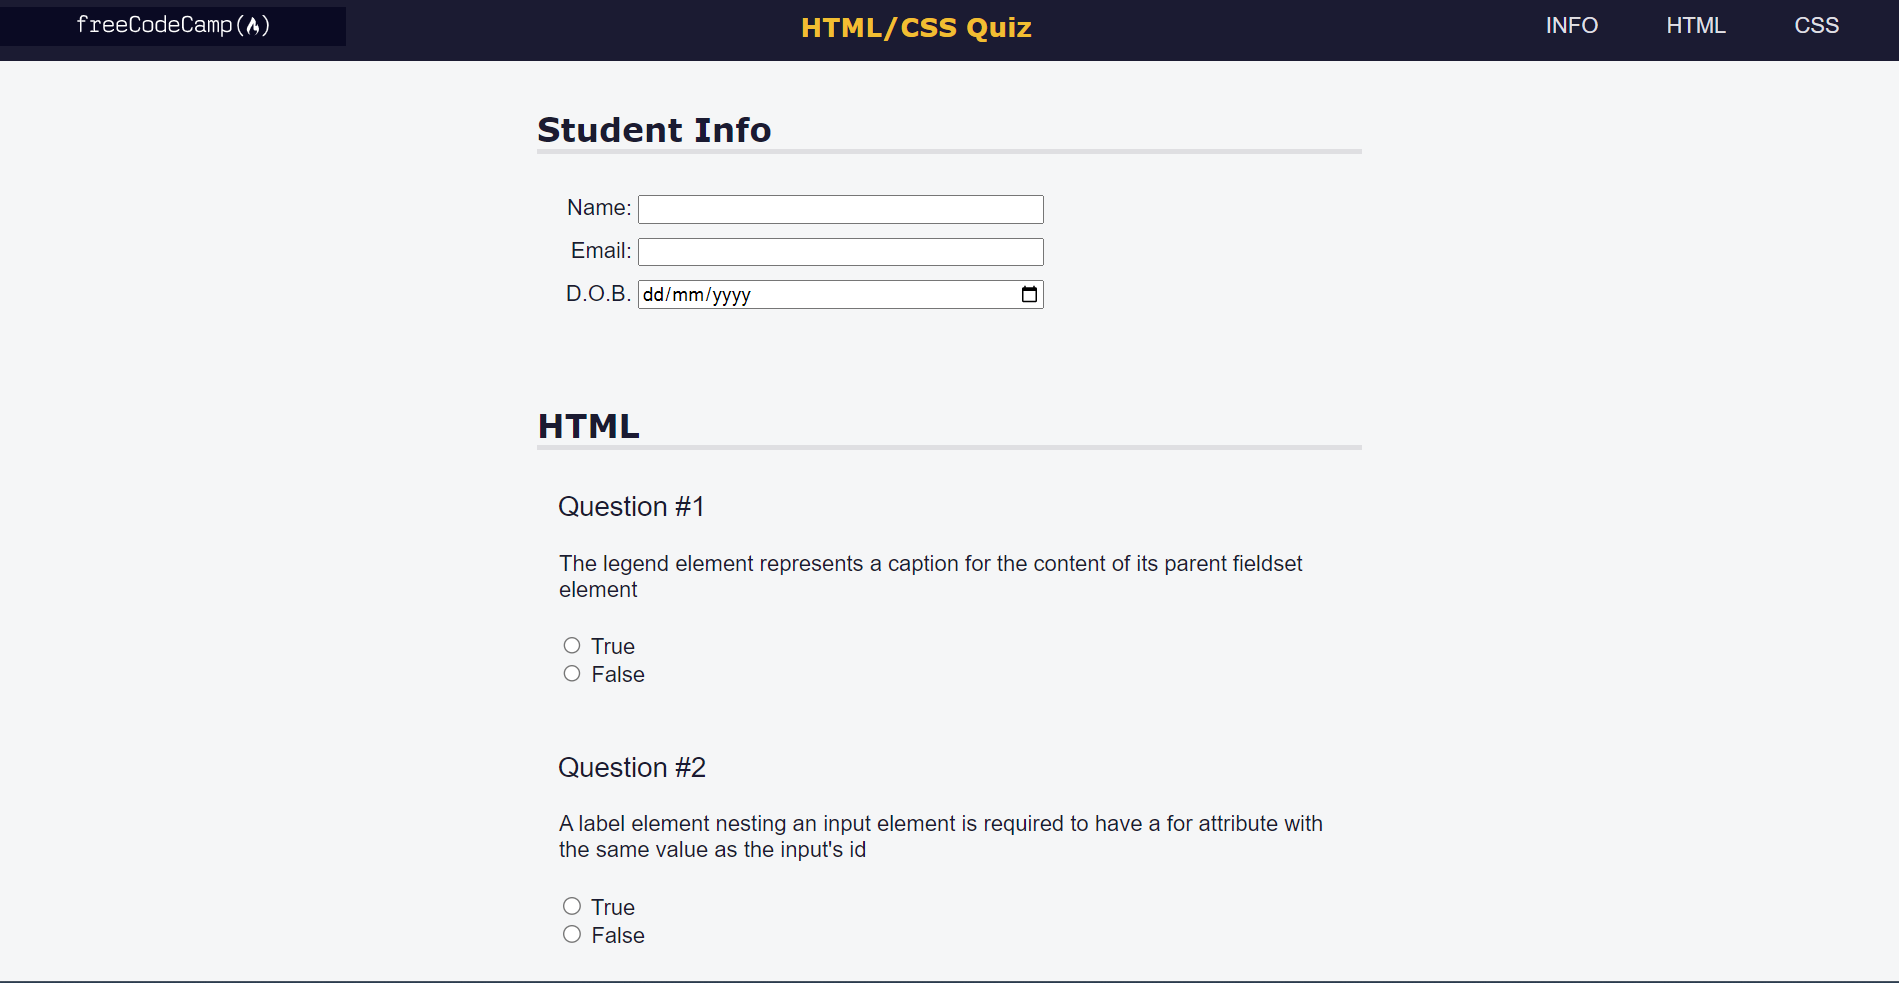 freeCodeCamp(🔥)
HTML/CSS Quiz
INFO
HTML
CSS
Student Info
Name:
Email:
D.O.B. dd/mm/yyyy
HTML
Question #1
The legend element represents a caption for the content of its parent fieldset
element
True
False
Question #2
A label element nesting an input element is required to have a for attribute with
the same value as the input's id
True
False